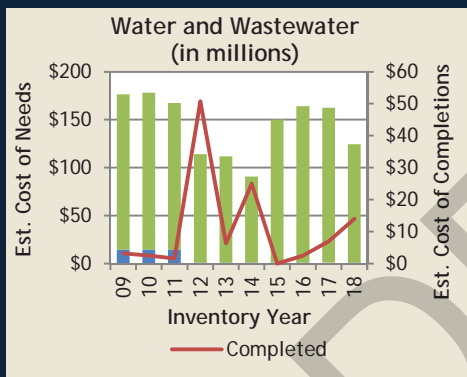 Water and Wastewater
(in millions)
Est. Cost of Needs
$200
$150
$100
$50
$0
$60
$50
$40
$30
$20
$10
$0
Est. Cost of Completions
09 10 11 12 13 14 15 16 17 18
Inventory Year
Completed